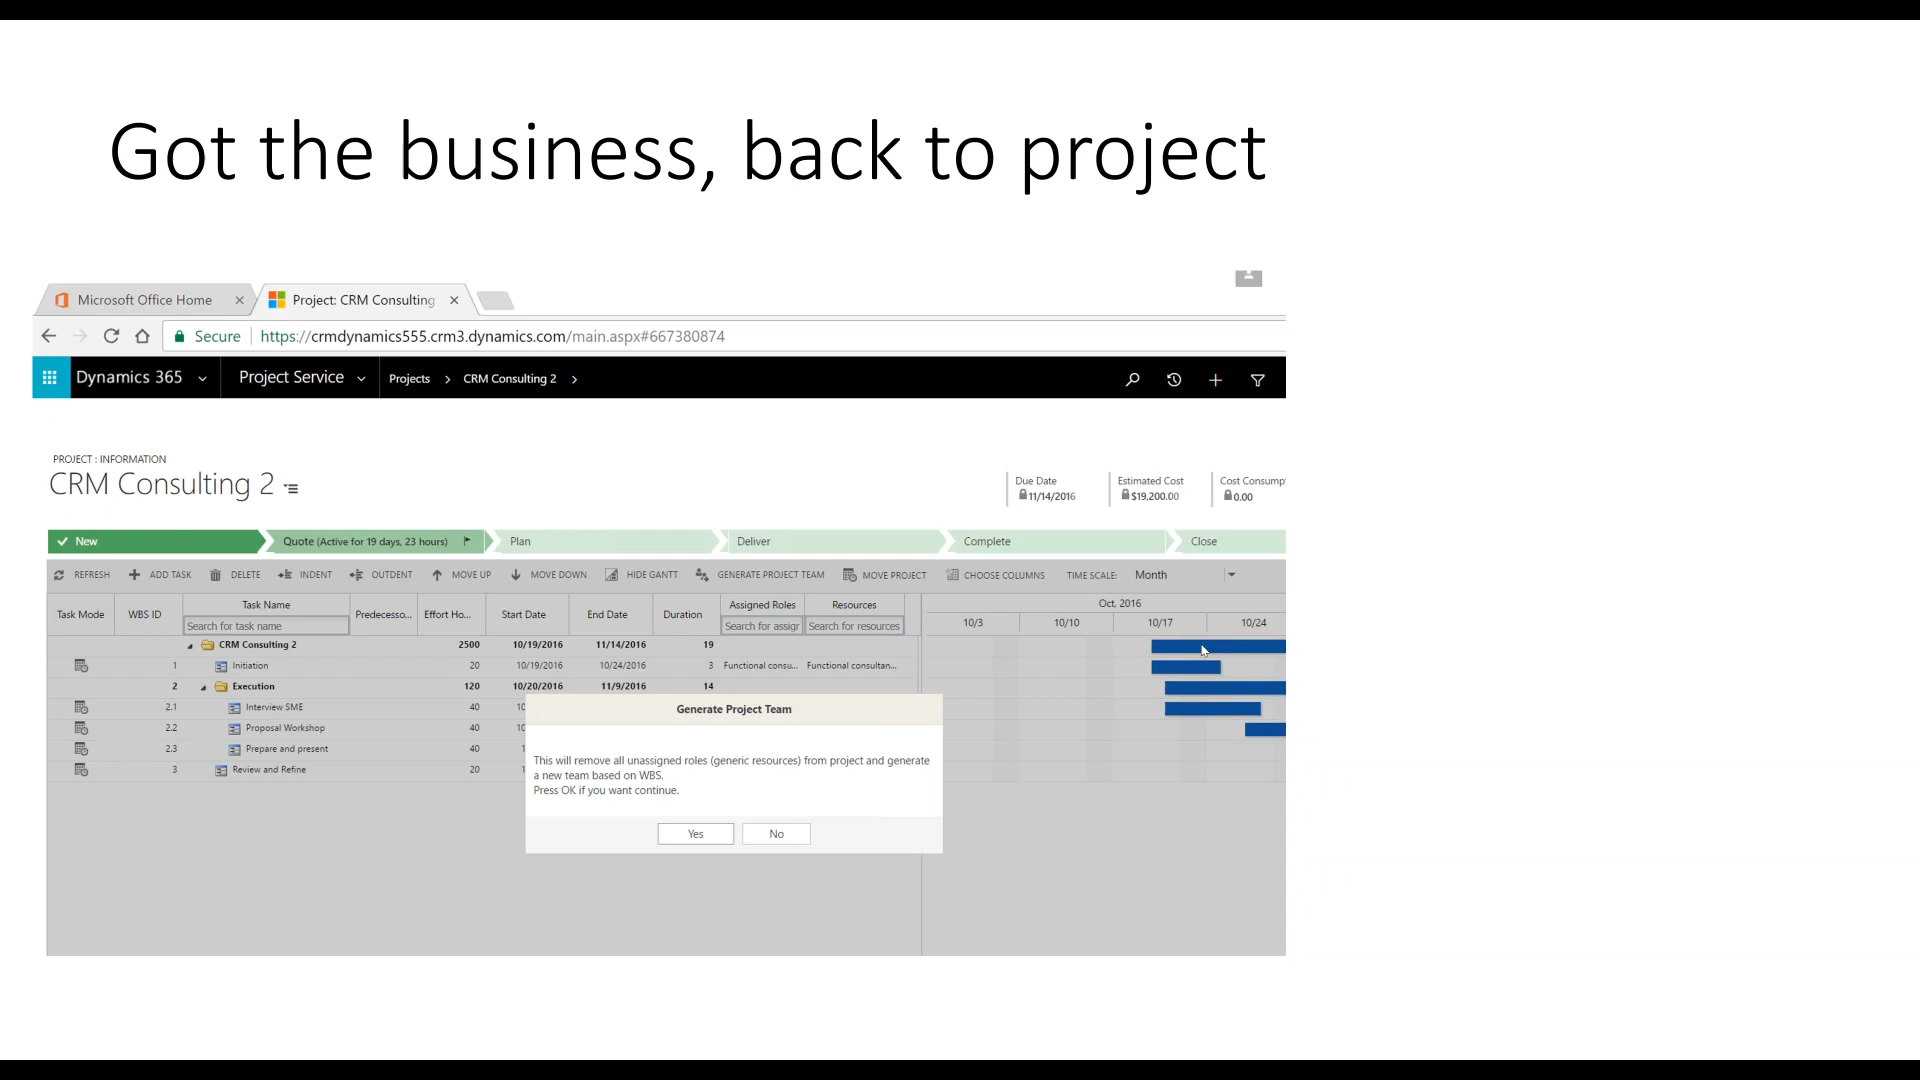 Got the business, back to project
Microsoft Office Home
Project: CRM Consulting
Secure https://crmdynamics555.crm3.dynamics.com/main.aspx#667380874
Dynamics 365 Project Service Projects CRM Consulting 2
PROJECT : INFORMATION
CRM Consulting 2
Due Date Estimated Cost Cost Consump
11/14/2016 $19,200.00 0.00
New Quote (Active for 19 days, 23 hours) Plan Deliver Complete Close
REFRESH ADD TASK DELETE INDENT OUTDENT MOVE UP MOVE DOWN HIDE GANTT GENERATE PROJECT TEAM MOVE PROJECT CHOOSE COLUMNS TIME SCALE: Month
Task Mode WBS ID Task Name Predecesso... Effort Ho... Start Date End Date Duration Assigned Roles Resources Oct, 2016
Search for task name Search for assigr Search for resources 10/3 10/10 10/17 10/24
CRM Consulting 2 2500 10/19/2016 11/14/2016 19
1 Initiation 20 10/19/2016 10/24/2016 3 Functional consu... Functional consultan...
2 Execution 120 10/20/2016 11/9/2016 14
2.1 Interview SME 40 10
2.2 Proposal Workshop 40 10
2.3 Prepare and present 40 1
3 Review and Refine 20 1
Generate Project Team
This will remove all unassigned roles (generic resources) from project and generate
a new team based on WBS.
Press OK if you want continue.
Yes No